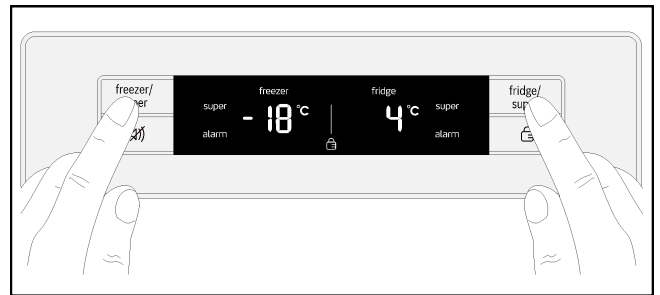 freezer/
freezer
fridge
fridge/
super
-18°C
4°C
super
alarm
alarm